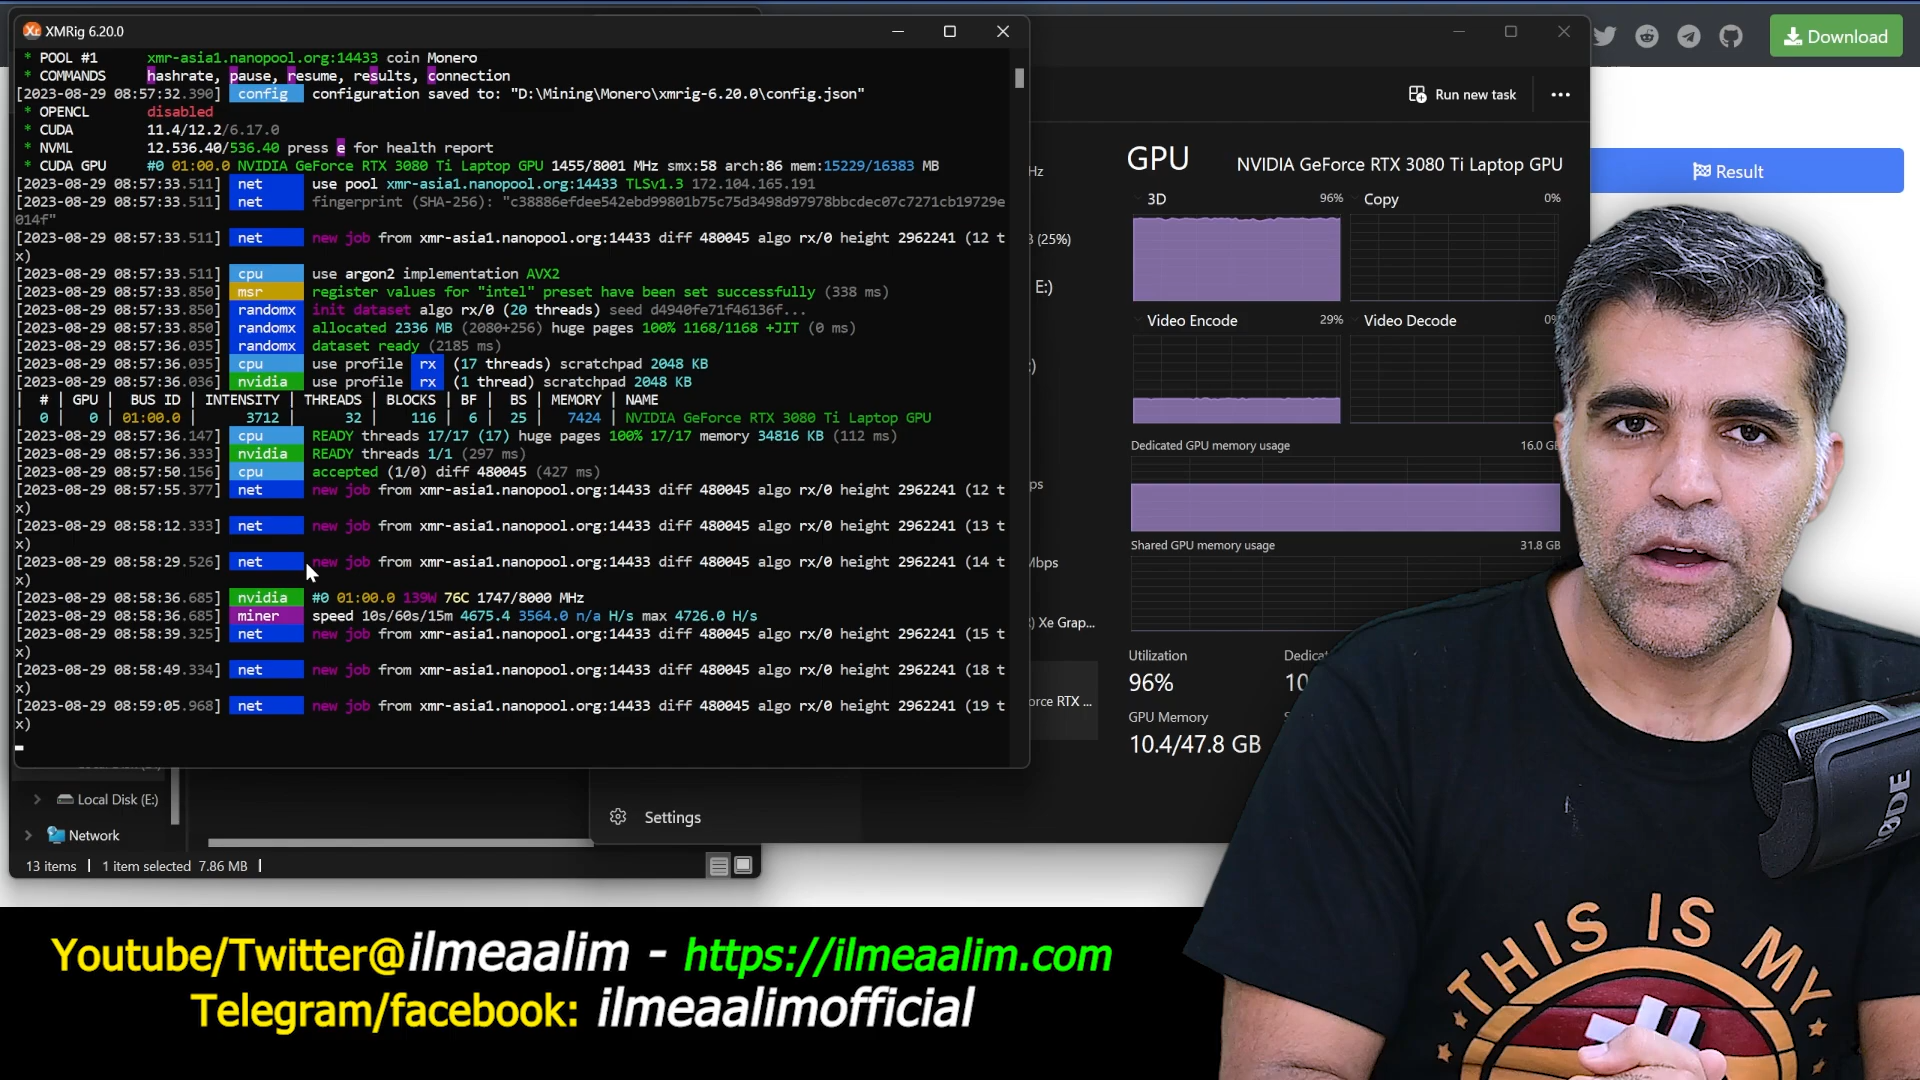 XMRig 6.20.0
* POOL #1 xmr-asia1.nanopool.org:14433 coin Monero
* COMMANDS hashrate, pause, resume, results, connection
[2023-08-29 08:57:32.390] config configuration saved to: "D:\Mining\Monero\xmrig-6.20.0\config.json"
* OPENCL disabled
* CUDA 11.4/12.2/6.17.0
* NVML 12.536.40/536.40 press e for health report
* CUDA GPU #0 01:00.0 NVIDIA GeForce RTX 3080 Ti Laptop GPU 1455/8001 MHz smx:58 arch:86 mem:15229/16383 MB
[2023-08-29 08:57:33.511] net use pool xmr-asia1.nanopool.org:14433 TLSv1.3 172.104.165.191
[2023-08-29 08:57:33.511] net fingerprint (SHA-256): "c38886efdee542ebd99801b75c75d3498d97978bbcdec07c7271cb19729e
014f"
[2023-08-29 08:57:33.511] net new job from xmr-asia1.nanopool.org:14433 diff 480045 algo rx/0 height 2962241 (12 t
x)
[2023-08-29 08:57:33.511] cpu use argon2 implementation AVX2
[2023-08-29 08:57:33.850] msr register values for "intel" preset have been set successfully (338 ms)
[2023-08-29 08:57:33.850] randomx init dataset algo rx/0 (20 threads) seed d4940fe71f46136f...
[2023-08-29 08:57:33.850] randomx allocated 2336 MB (2080+256) huge pages 100% 1168/1168 +JIT (0 ms)
[2023-08-29 08:57:36.035] randomx dataset ready (2185 ms)
[2023-08-29 08:57:36.035] cpu use profile rx (17 threads) scratchpad 2048 KB
[2023-08-29 08:57:36.036] nvidia use profile rx (1 thread) scratchpad 2048 KB
| # | GPU | BUS ID | INTENSITY | THREADS | BLOCKS | BF | BS | MEMORY | NAME
| 0 | 0 | 01:00.0 | 3712 | 32 | 116 | 6 | 25 | 7424 | NVIDIA GeForce RTX 3080 Ti Laptop GPU
[2023-08-29 08:57:36.147] cpu READY threads 17/17 (17) huge pages 100% 17/17 memory 34816 KB (112 ms)
[2023-08-29 08:57:36.333] nvidia READY threads 1/1 (297 ms)
[2023-08-29 08:57:50.156] cpu accepted (1/0) diff 480045 (427 ms)
[2023-08-29 08:57:55.377] net new job from xmr-asia1.nanopool.org:14433 diff 480045 algo rx/0 height 2962241 (12 t
x)
[2023-08-29 08:58:12.333] net new job from xmr-asia1.nanopool.org:14433 diff 480045 algo rx/0 height 2962241 (13 t
x)
[2023-08-29 08:58:29.526] net new job from xmr-asia1.nanopool.org:14433 diff 480045 algo rx/0 height 2962241 (14 t
x)
[2023-08-29 08:58:36.685] nvidia #0 01:00.0 139W 76C 1747/8000 MHz
[2023-08-29 08:58:36.685] miner speed 10s/60s/15m 4675.4 3564.0 n/a H/s max 4726.0 H/s
[2023-08-29 08:58:39.325] net new job from xmr-asia1.nanopool.org:14433 diff 480045 algo rx/0 height 2962241 (15 t
x)
[2023-08-29 08:58:49.334] net new job from xmr-asia1.nanopool.org:14433 diff 480045 algo rx/0 height 2962241 (18 t
x)
[2023-08-29 08:59:05.968] net new job from xmr-asia1.nanopool.org:14433 diff 480045 algo rx/0 height 2962241 (19 t
x)
Local Disk (E:)
Network
13 items | 1 item selected 7.86 MB |
Settings
Download
Run new task
Result
Hz
(25%)
E:)
Mbps
Xe Grap...
orce RTX ...
GPU NVIDIA GeForce RTX 3080 Ti Laptop GPU
3D 96% Copy 0%
Video Encode 29% Video Decode 0%
Dedicated GPU memory usage 16.0 GB
Shared GPU memory usage 31.8 GB
Utilization
96%
GPU Memory
10.4/47.8 GB
RØDE
THIS IS MY
Youtube/Twitter@ilmeaalim - https://ilmeaalim.com
Telegram/facebook: ilmeaalimofficial